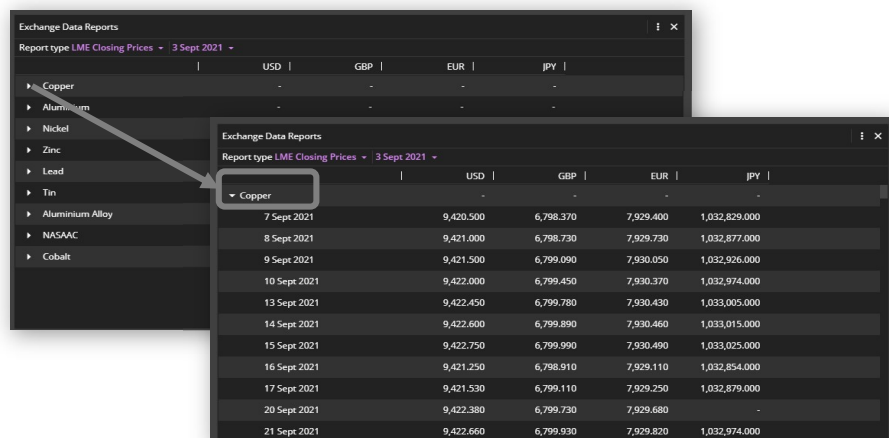 Exchange Data Reports
Report type LME Closing Prices 3 Sept 2021
USD GBP EUR JPY
Copper - - - -
Aluminium - - - -
Nickel
Zinc
Lead
Tin
Aluminium Alloy
NASAAC
Cobalt
Exchange Data Reports
Report type LME Closing Prices 3 Sept 2021
USD GBP EUR JPY
Copper - - - -
7 Sept 2021 9,420.500 6,798.370 7,929.400 1,032,829.000
8 Sept 2021 9,421.000 6,798.730 7,929.730 1,032,877.000
9 Sept 2021 9,421.500 6,799.090 7,930.050 1,032,926.000
10 Sept 2021 9,422.000 6,799.450 7,930.370 1,032,974.000
13 Sept 2021 9,422.450 6,799.780 7,930.430 1,033,005.000
14 Sept 2021 9,422.600 6,799.890 7,930.460 1,033,015.000
15 Sept 2021 9,422.750 6,799.990 7,930.490 1,033,025.000
16 Sept 2021 9,421.250 6,798.910 7,929.110 1,032,854.000
17 Sept 2021 9,421.530 6,799.110 7,929.250 1,032,879.000
20 Sept 2021 9,422.380 6,799.730 7,929.680 -
21 Sept 2021 9,422.660 6,799.930 7,929.820 1,032,974.000